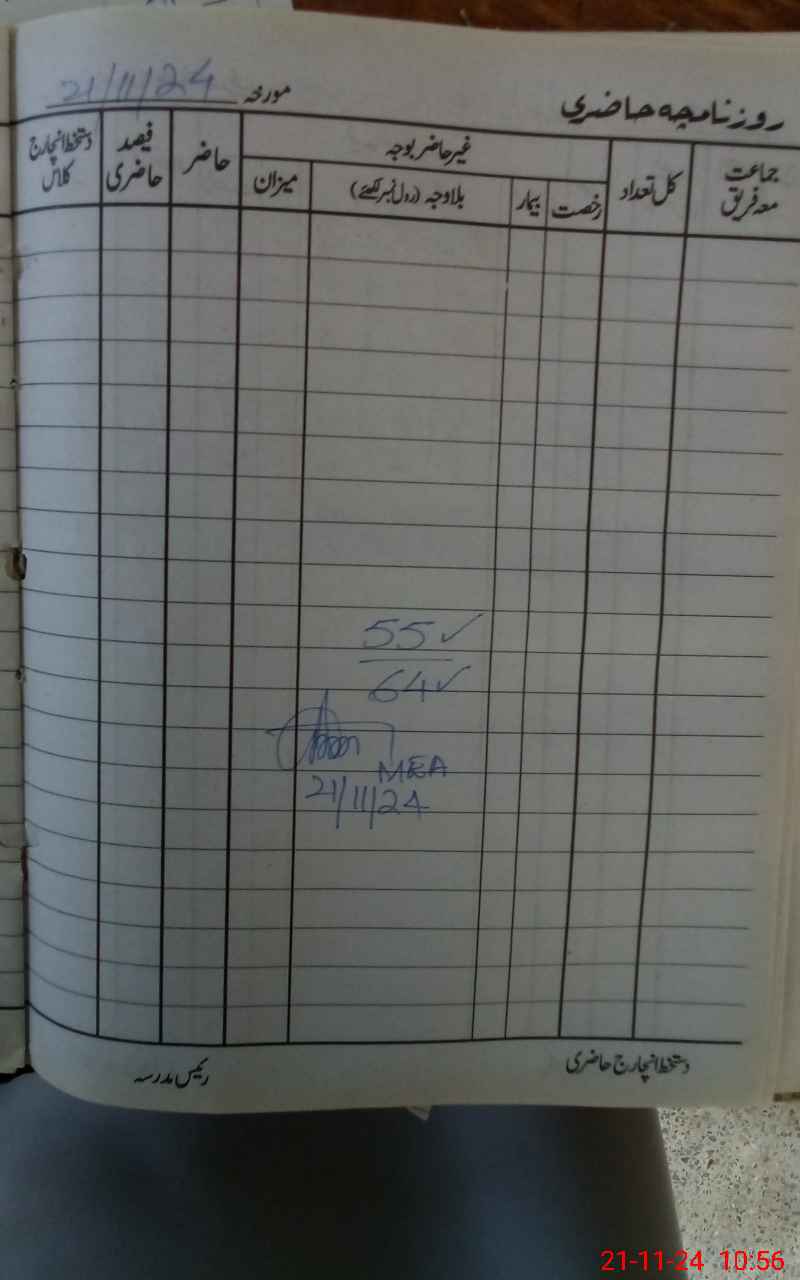 روزنامچہ حاضری
مورخہ 21/11/24
جماعت معہ فریق کل تعداد غیر حاضر بوجہ حاضر فیصد حاضری دستخط انچارج کلاس
رخصت بیمار بلاوجہ (رول نمبر لکھیئے) میزان
55✓
64✓
MEA
21/11/24
دستخط انچارج حاضری
رئیس مدرسہ
21-11-24 10:56